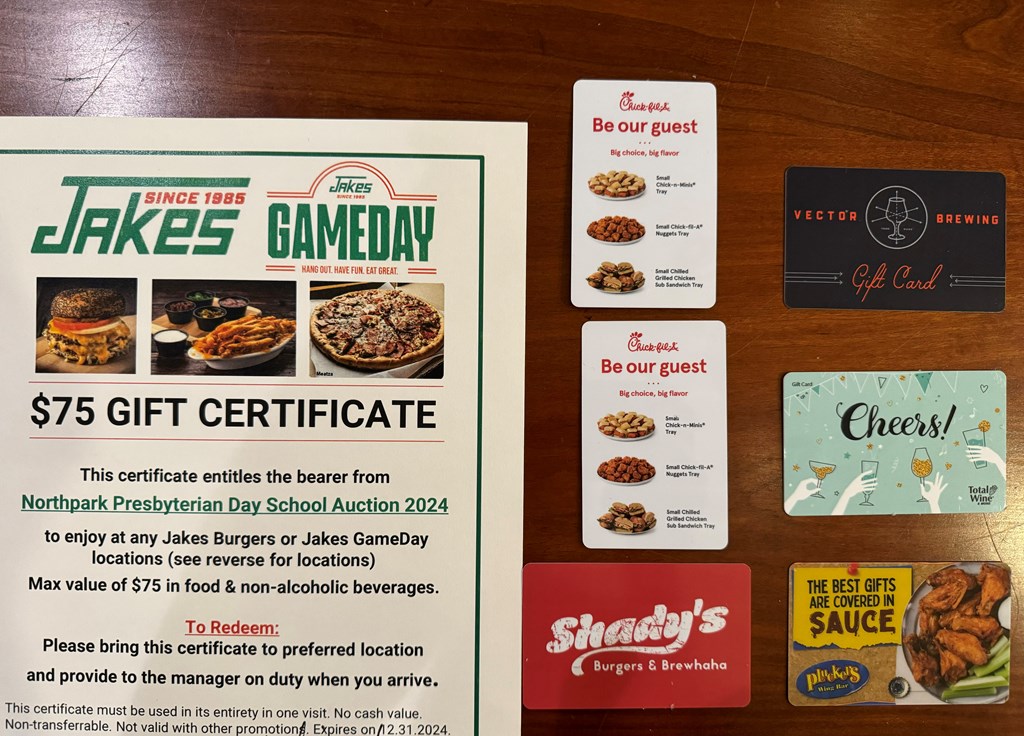 JAKES
SINCE 1985
JAKES
SINCE 1985
GAMEDAY
HANG OUT. HAVE FUN. EAT GREAT.
Meatza
$75 GIFT CERTIFICATE
This certificate entitles the bearer from
Northpark Presbyterian Day School Auction 2024
to enjoy at any Jakes Burgers or Jakes GameDay
locations (see reverse for locations)
Max value of $75 in food & non-alcoholic beverages.
To Redeem:
Please bring this certificate to preferred location
and provide to the manager on duty when you arrive.
This certificate must be used in its entirety in one visit. No cash value.
Non-transferrable. Not valid with other promotions. Expires on 12.31.2024.
Chick-fil-A
Be our guest
Big choice, big flavor
Small
Chick-n-Minis®
Tray
Small Chick-fil-A®
Nuggets Tray
Small Chilled
Grilled Chicken
Sub Sandwich Tray
Chick-fil-A
Be our guest
Big choice, big flavor
Small
Chick-n-Minis®
Tray
Small Chick-fil-A®
Nuggets Tray
Small Chilled
Grilled Chicken
Sub Sandwich Tray
Shady's
Burgers & Brewhaha
VECTOR BREWING
Gift Card
Gift Card
Cheers!
Total
Wine
& MORE
THE BEST GIFTS
ARE COVERED IN
SAUCE
pluckers
Wing Bar